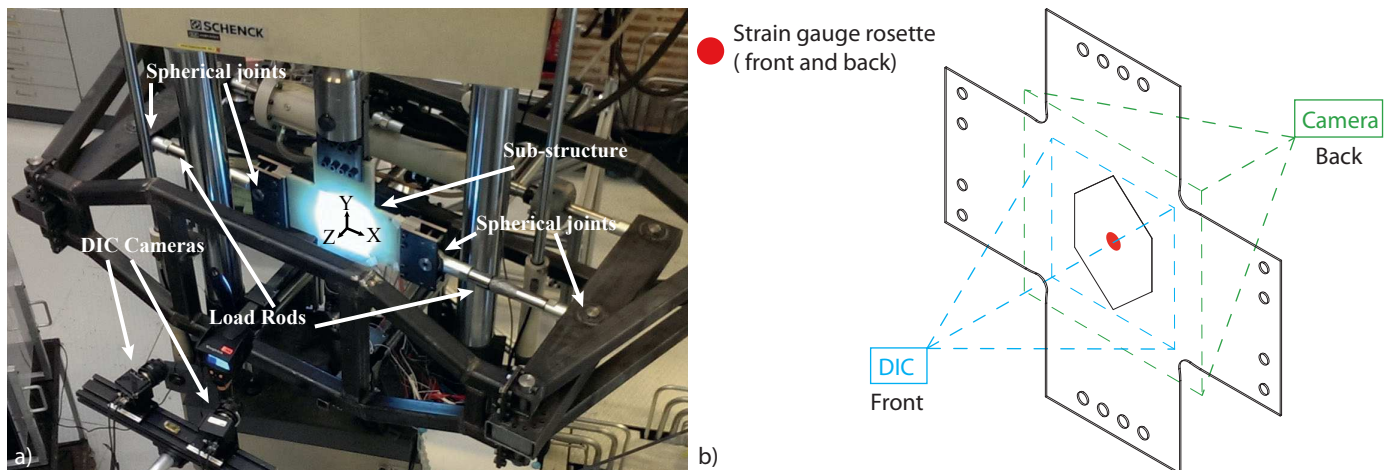 SCHENCK
Spherical joints
Sub-structure
Y
Z
X
Spherical joints
DIC Cameras
Load Rods
a)
Strain gauge rosette
( front and back)
Camera
Back
DIC
Front
b)